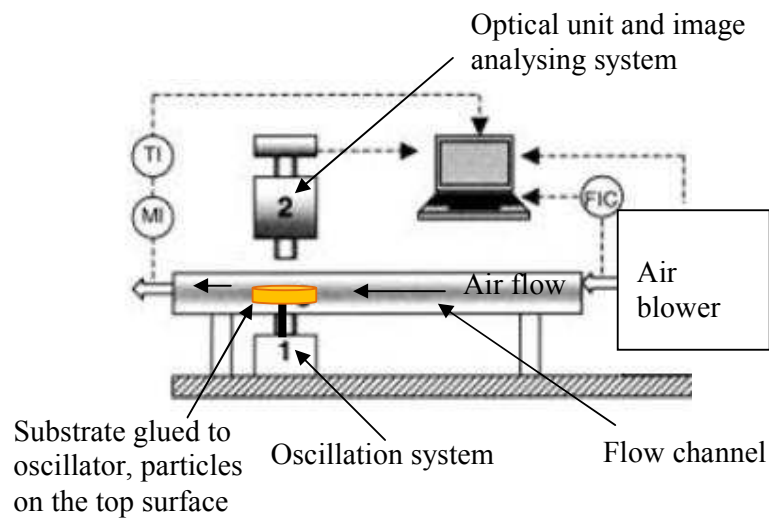 Optical unit and image
analysing system
TI
MI
2
FIC
Air flow
Air
blower
1
Substrate glued to
oscillator, particles
on the top surface
Oscillation system
Flow channel